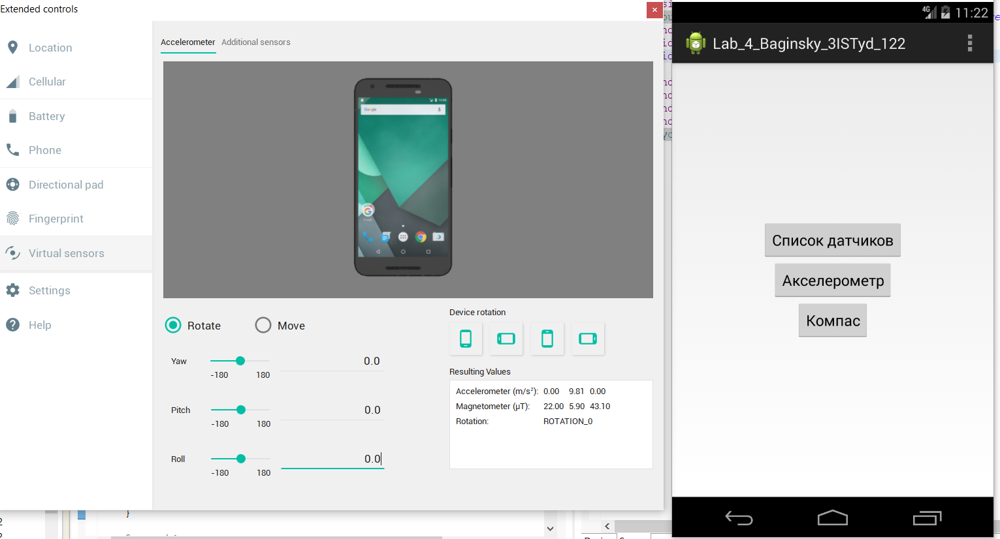 Extended controls
Location
Cellular
Battery
Phone
Directional pad
Fingerprint
Virtual sensors
Settings
Help
Accelerometer Additional sensors
Google
Rotate Move
Yaw 0.0
-180 180
Pitch 0.0
-180 180
Roll 0.0
-180 180
Device rotation
Resulting Values
Accelerometer (m/s²): 0.00 9.81 0.00
Magnetometer (µT): 22.00 5.90 43.10
Rotation: ROTATION_0
4G 11:22
Lab_4_Baginsky_3ISTyd_122
Список датчиков
Акселерометр
Компас
}